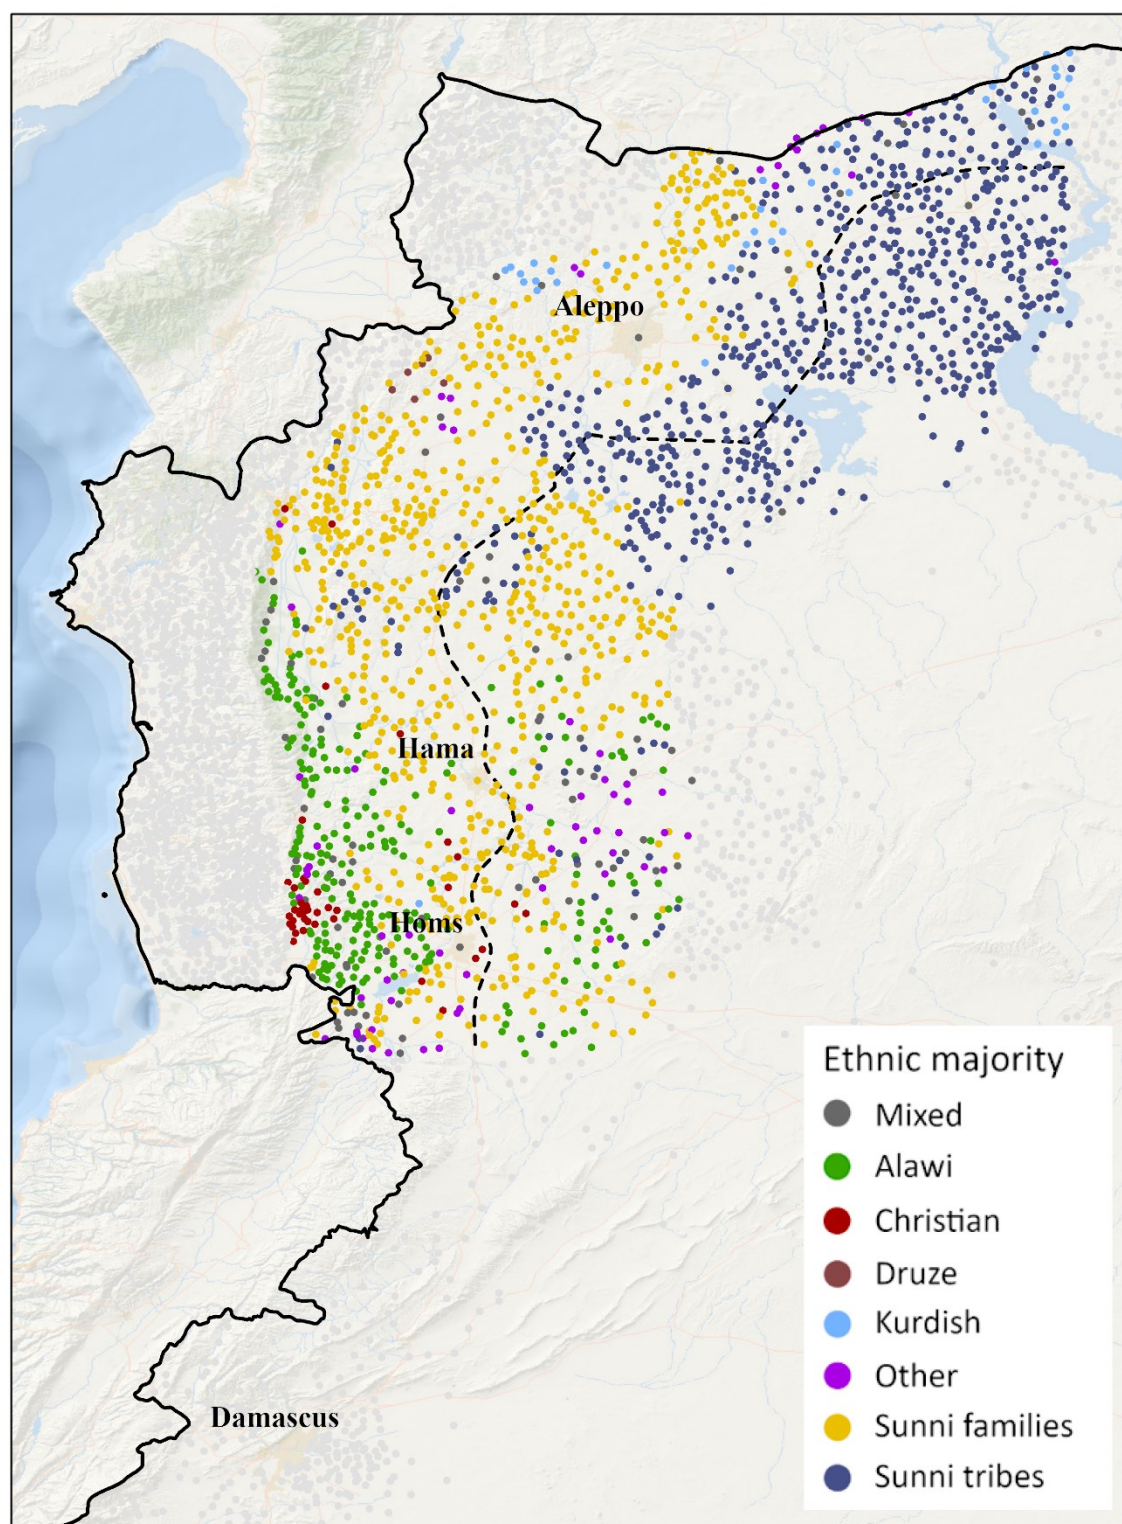 Aleppo
Hama
Homs
Damascus
Ethnic majority
Mixed
Alawi
Christian
Druze
Kurdish
Other
Sunni families
Sunni tribes